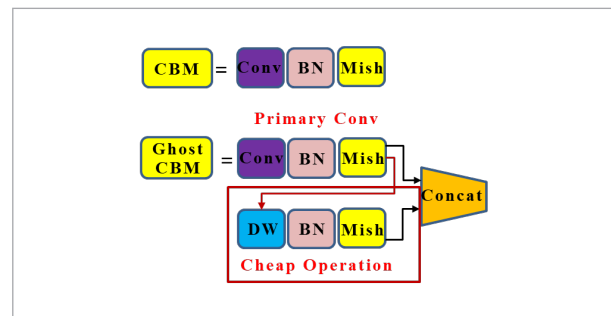 CBM = Conv BN Mish
Primary Conv
Ghost CBM = Conv BN Mish
Concat
DW BN Mish
Cheap Operation